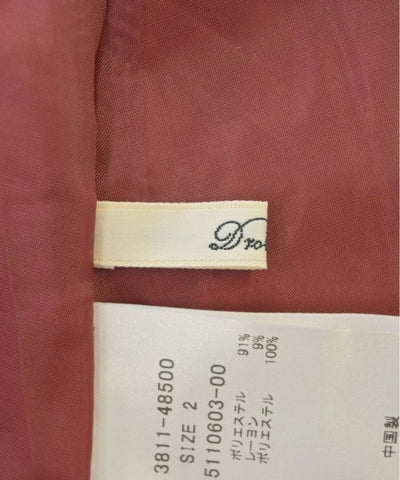 Dro
3811-48500
SIZE 2
5110603-00
ポリエステル 91%
レーヨン 9%
ポリエステル 100%
中国製